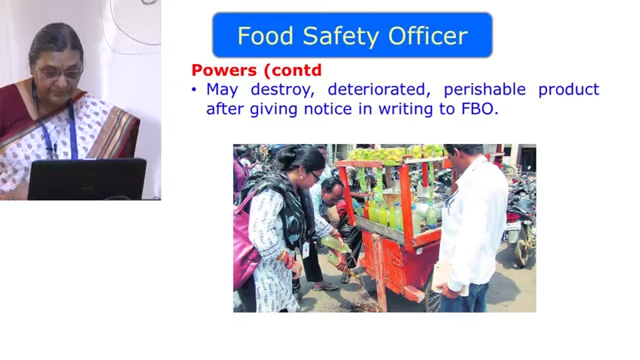 Food Safety Officer
Powers (contd
• May destroy, deteriorated, perishable product
after giving notice in writing to FBO.